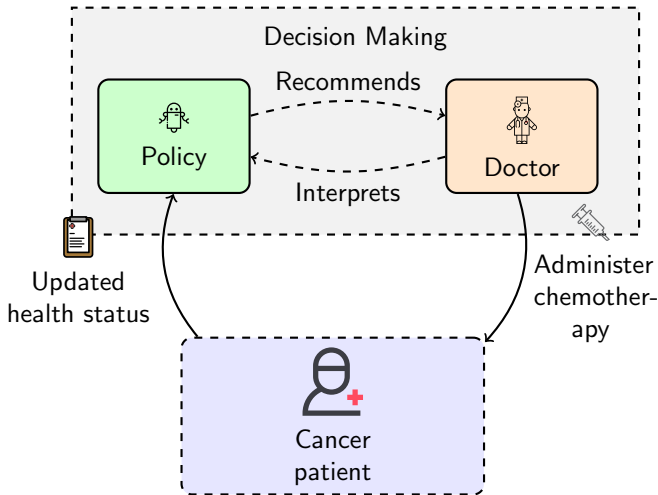 Decision Making
Recommends
Policy
Doctor
Interprets
Updated
health status
Administer
chemother-
apy
Cancer
patient